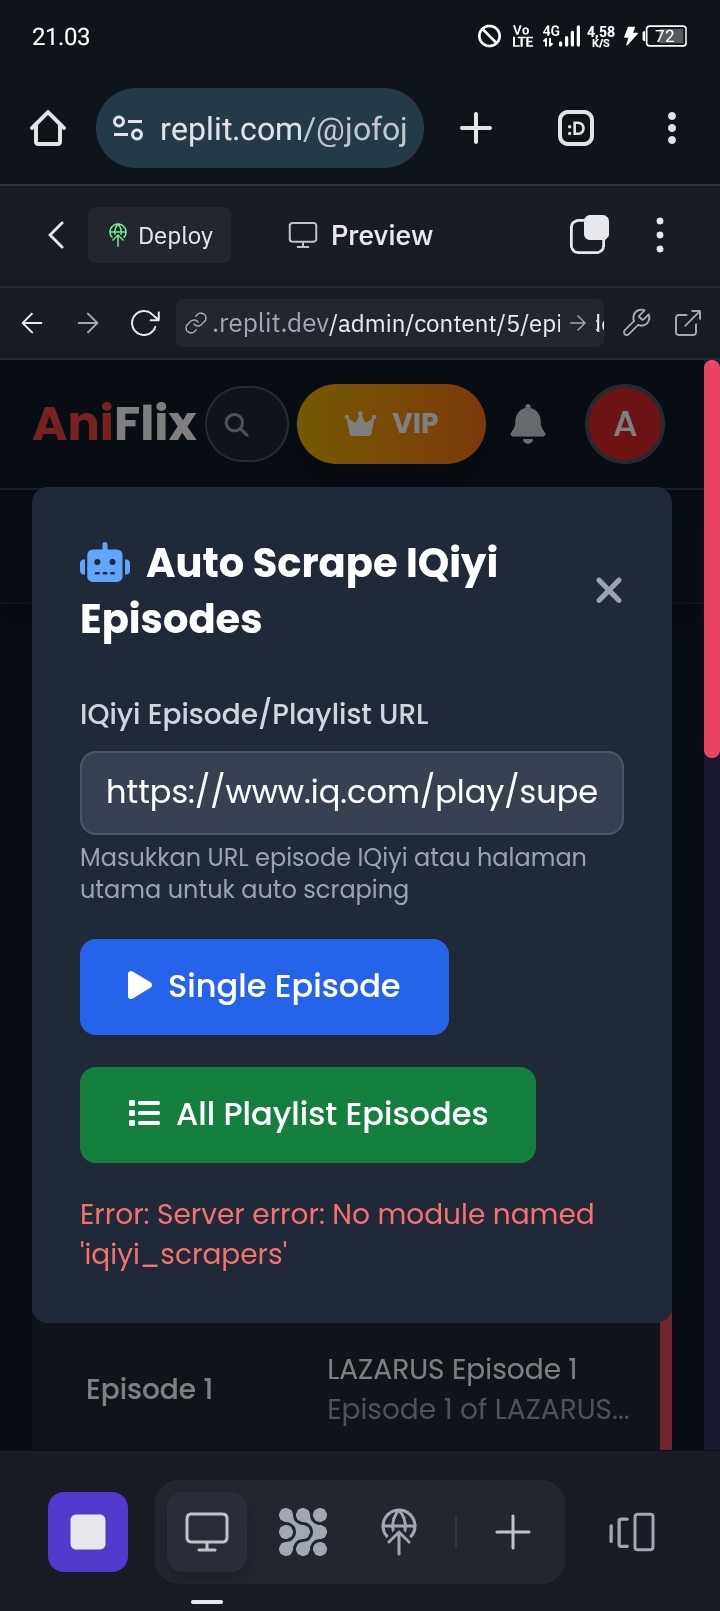 21.03
Vo LTE 4G 4,58 K/S 72
replit.com/@jofoj
:D
Deploy
Preview
.replit.dev/admin/content/5/epi
AniFlix
VIP
A
Auto Scrape IQiyi
Episodes
IQiyi Episode/Playlist URL
https://www.iq.com/play/supe
Masukkan URL episode IQiyi atau halaman
utama untuk auto scraping
Single Episode
All Playlist Episodes
Error: Server error: No module named
'iqiyi_scrapers'
Episode 1
LAZARUS Episode 1
Episode 1 of LAZARUS...